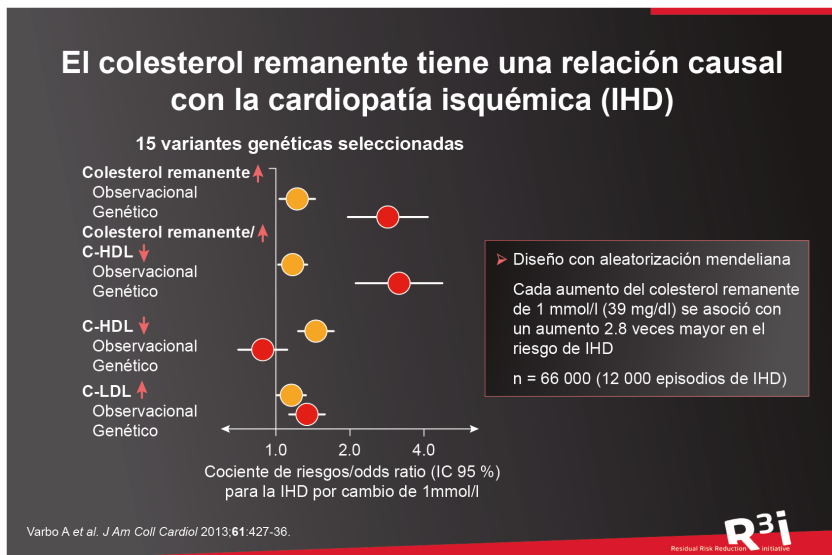 El colesterol remanente tiene una relación causal
con la cardiopatía isquémica (IHD)
15 variantes genéticas seleccionadas
Colesterol remanente
Observacional
Genético
Colesterol remanente/
C-HDL
Observacional
Genético
C-HDL
Observacional
Genético
C-LDL
Observacional
Genético
1.0 2.0 4.0
Cociente de riesgos/odds ratio (IC 95 %)
para la IHD por cambio de 1mmol/l
Diseño con aleatorización mendeliana
Cada aumento del colesterol remanente
de 1 mmol/l (39 mg/dl) se asoció con
un aumento 2.8 veces mayor en el
riesgo de IHD
n = 66 000 (12 000 episodios de IHD)
Varbo A et al. J Am Coll Cardiol 2013;61:427-36.
R3i
Residual Risk Reduction Initiative